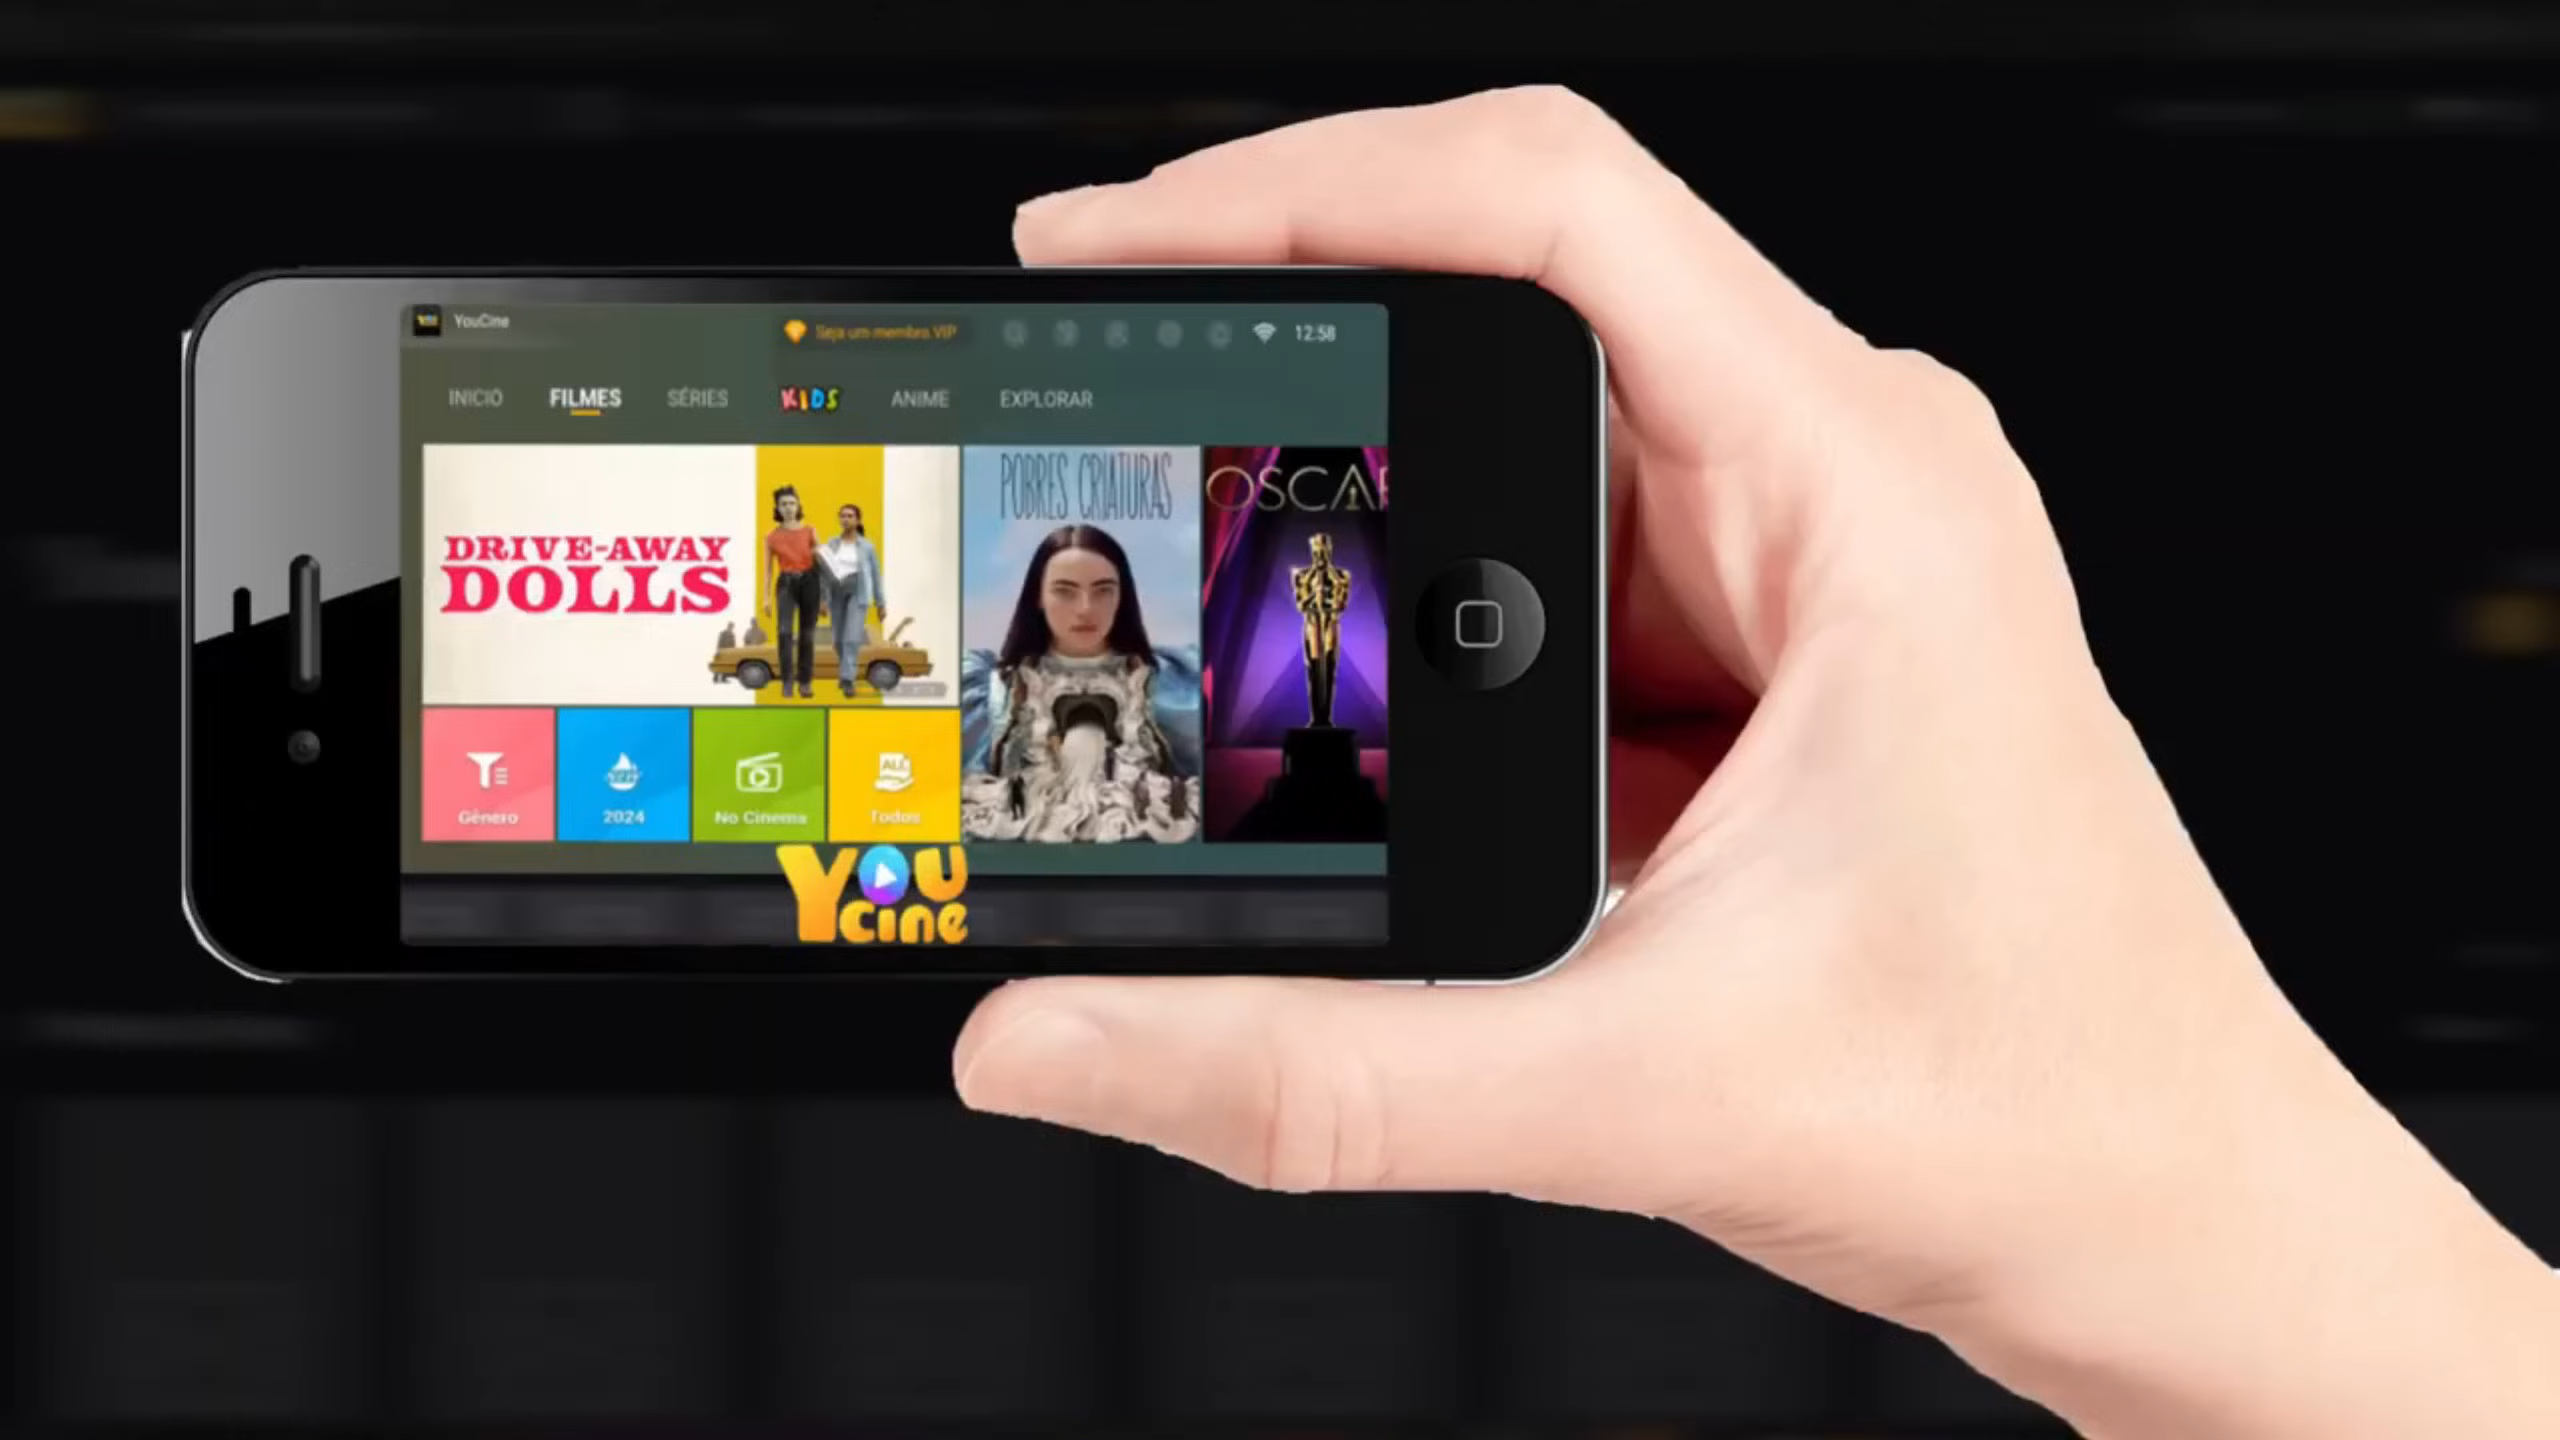 YouCine
Seja um membro VIP
12:58
INICIO FILMES SÉRIES KIDS ANIME EXPLORAR
DRIVE-AWAY
DOLLS
POBRES CRIATURAS
OSCAR
Gênero
2024
No Cinema
ALL
Todos
YOU
Cine